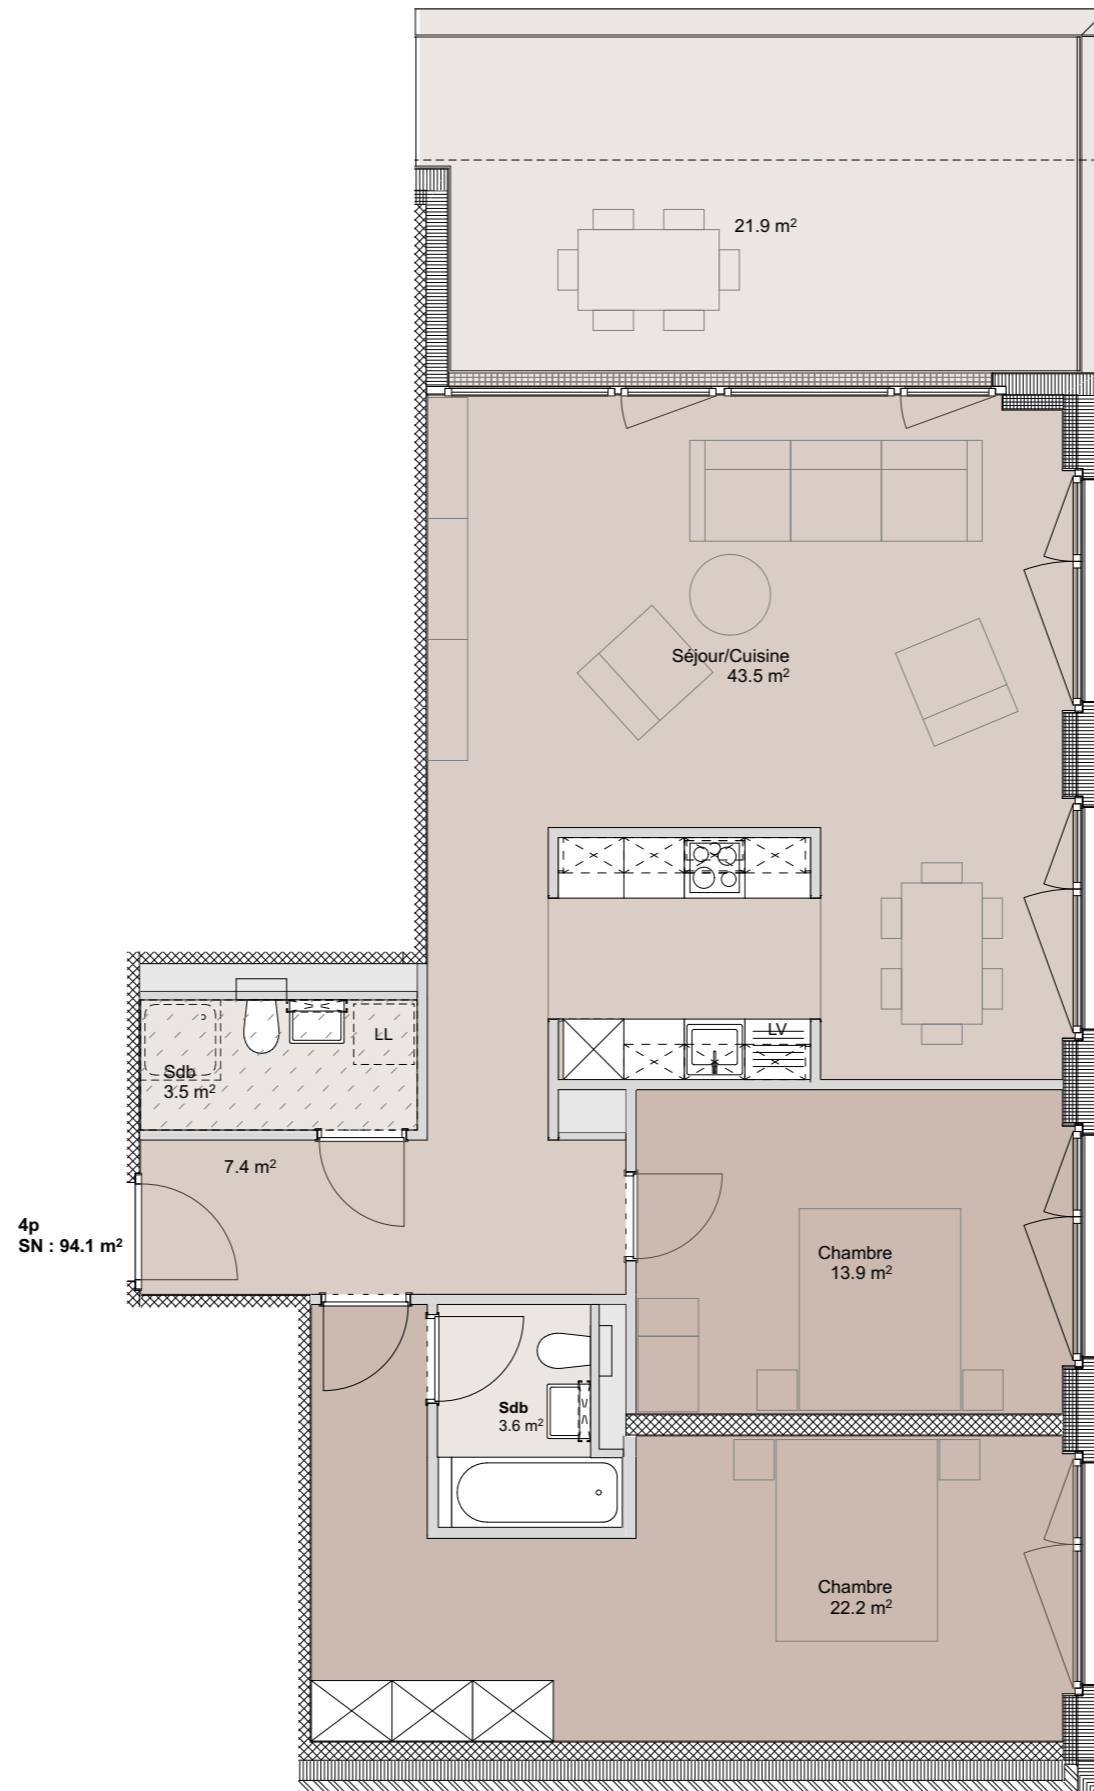 21.9 m²
Séjour/Cuisine
43.5 m²
LV
LL
Sdb
3.5 m²
7.4 m²
4p
SN : 94.1 m²
Chambre
13.9 m²
Sdb
3.6 m²
Chambre
22.2 m²